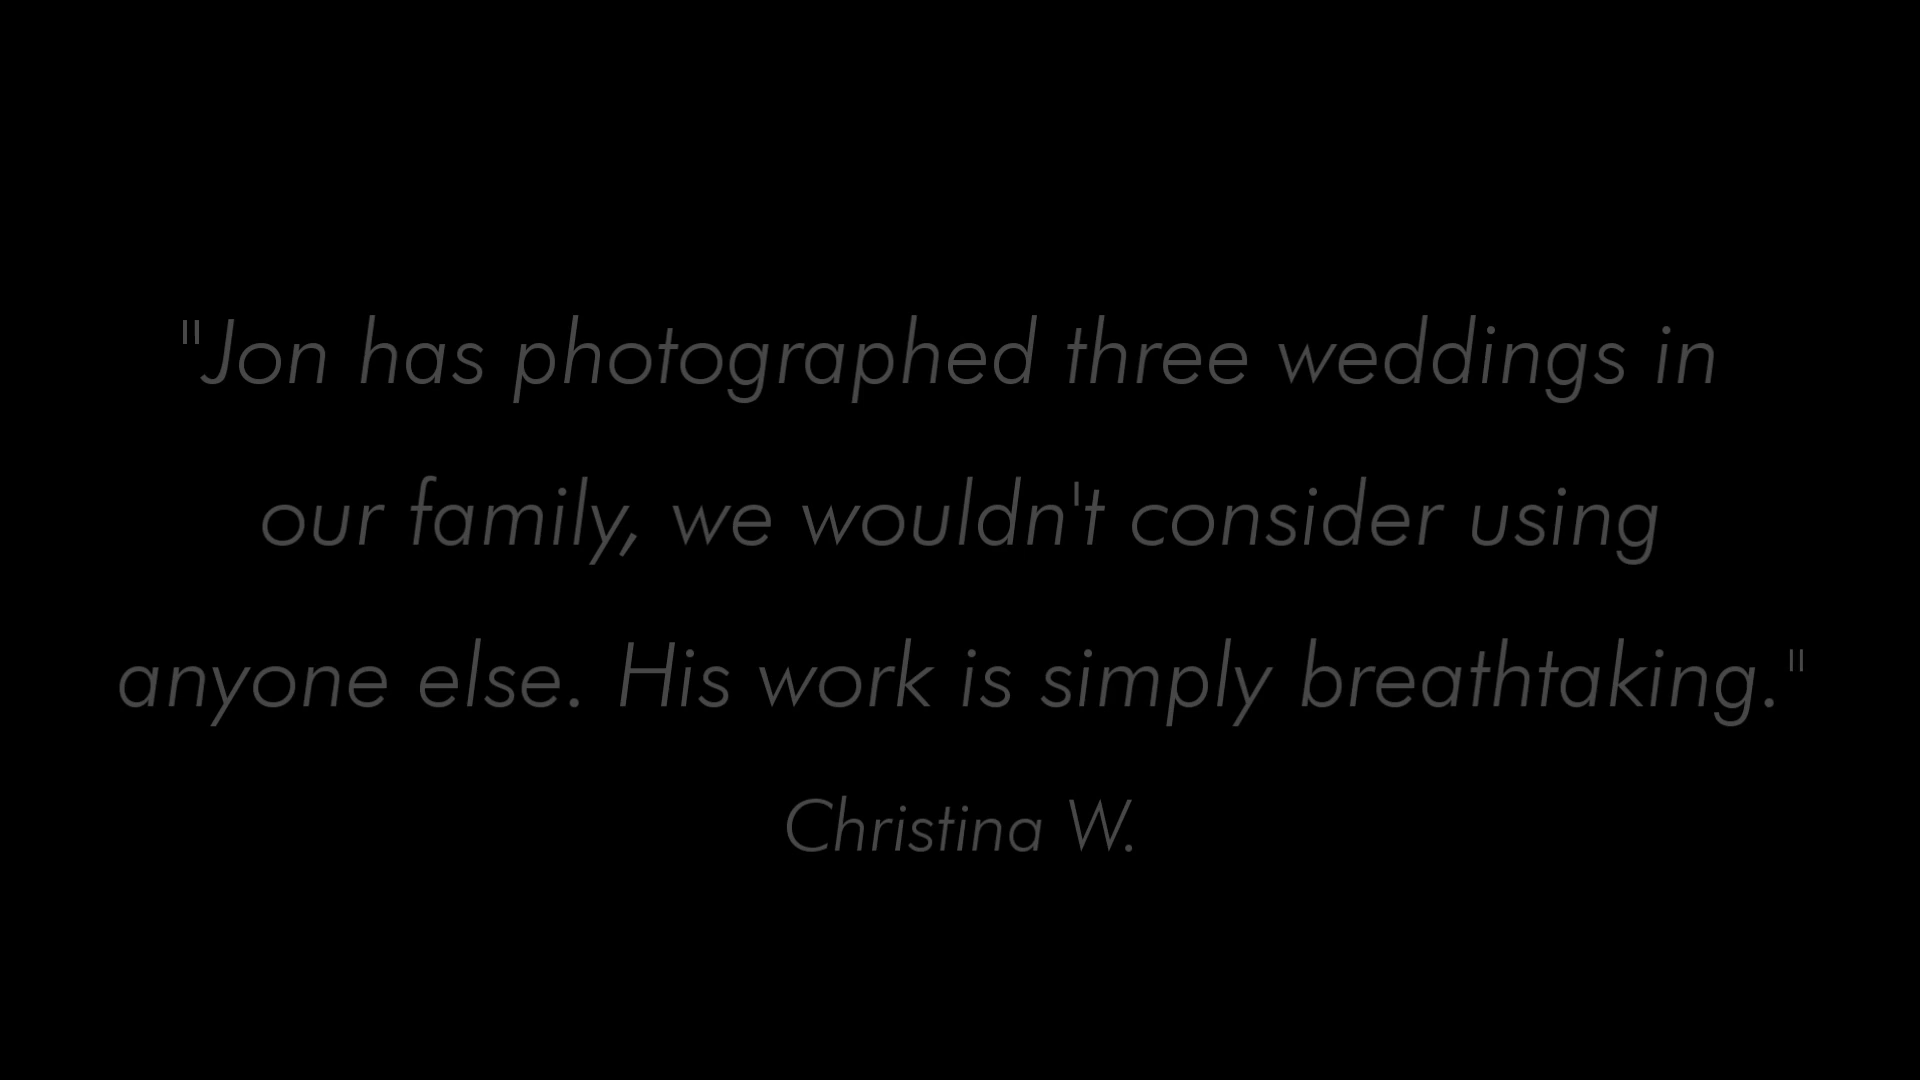 "Jon has photographed three weddings in
our family, we wouldn't consider using
anyone else. His work is simply breathtaking."
Christina W.